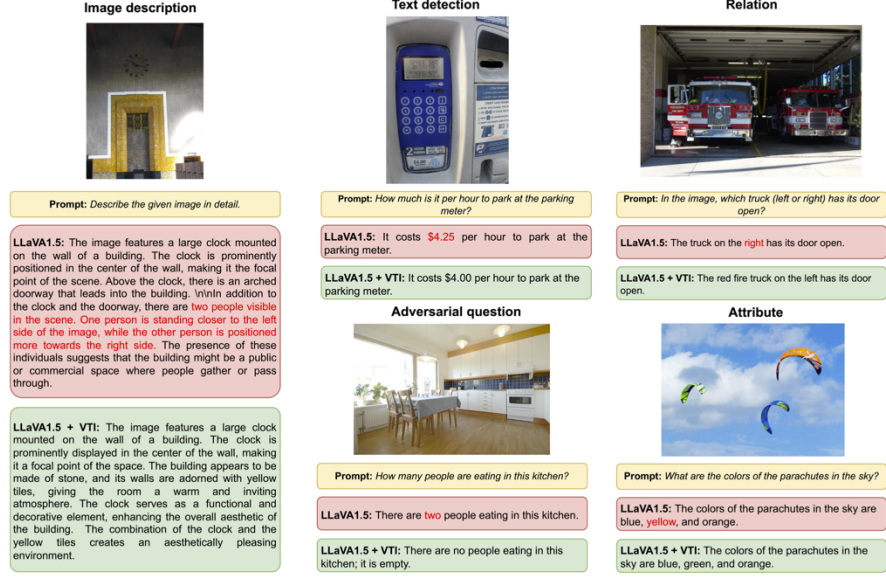 Image description
Prompt: Describe the given image in detail.
LLaVA1.5: The image features a large clock mounted
on the wall of a building. The clock is prominently
positioned in the center of the wall, making it the focal
point of the scene. Above the clock, there is an arched
doorway that leads into the building. \n\nIn addition to
the clock and the doorway, there are two people visible
in the scene. One person is standing closer to the left
side of the image, while the other person is positioned
more towards the right side. The presence of these
individuals suggests that the building might be a public
or commercial space where people gather or pass
through.
LLaVA1.5 + VTI: The image features a large clock
mounted on the wall of a building. The clock is
prominently displayed in the center of the wall, making
it a focal point of the space. The building appears to be
made of stone, and its walls are adorned with yellow
tiles, giving the room a warm and inviting
atmosphere. The clock serves as a functional and
decorative element, enhancing the overall aesthetic of
the building. The combination of the clock and the
yellow tiles creates an aesthetically pleasing
environment.
Text detection
2
$4.00
Prompt: How much is it per hour to park at the parking
meter?
LLaVA1.5: It costs $4.25 per hour to park at the
parking meter.
LLaVA1.5 + VTI: It costs $4.00 per hour to park at the
parking meter.
Relation
Prompt: In the image, which truck (left or right) has its door
open?
LLaVA1.5: The truck on the right has its door open.
LLaVA1.5 + VTI: The red fire truck on the left has its door
open.
Adversarial question
Prompt: How many people are eating in this kitchen?
LLaVA1.5: There are two people eating in this kitchen.
LLaVA1.5 + VTI: There are no people eating in this
kitchen; it is empty.
Attribute
Prompt: What are the colors of the parachutes in the sky?
LLaVA1.5: The colors of the parachutes in the sky are
blue, yellow, and orange.
LLaVA1.5 + VTI: The colors of the parachutes in the
sky are blue, green, and orange.